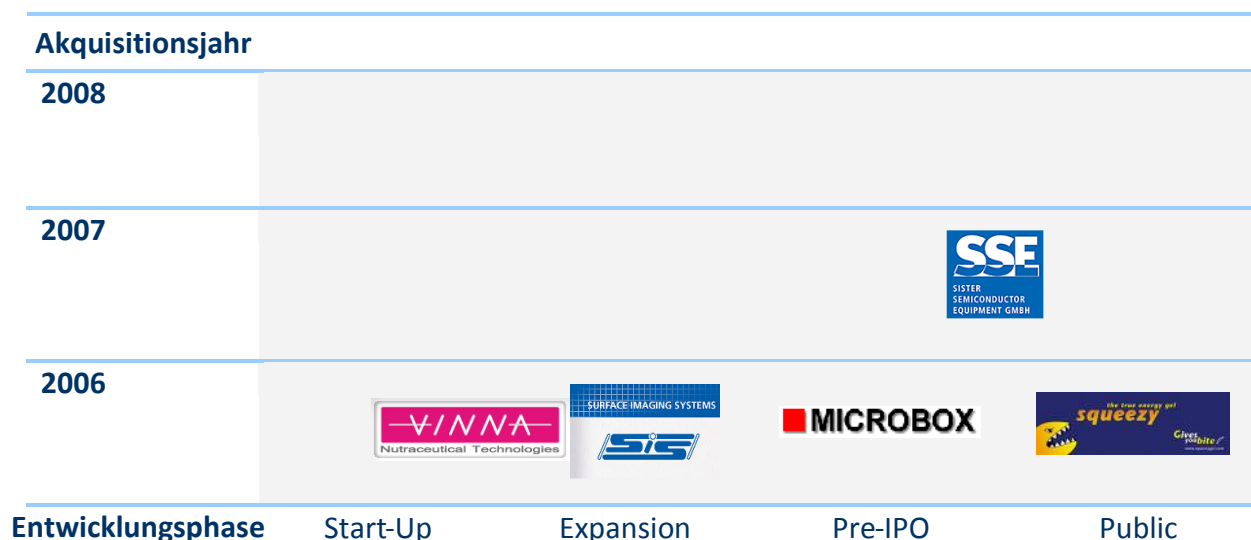 Akquisitionsjahr
2008
2007
SSE
SISTER
SEMICONDUCTOR
EQUIPMENT GMBH
2006
VINNA
Nutraceutical Technologies
SURFACE IMAGING SYSTEMS
SiS
MICROBOX
the true energy gel
squeezy
Gives
you bite!
Entwicklungsphase Start-Up Expansion Pre-IPO Public